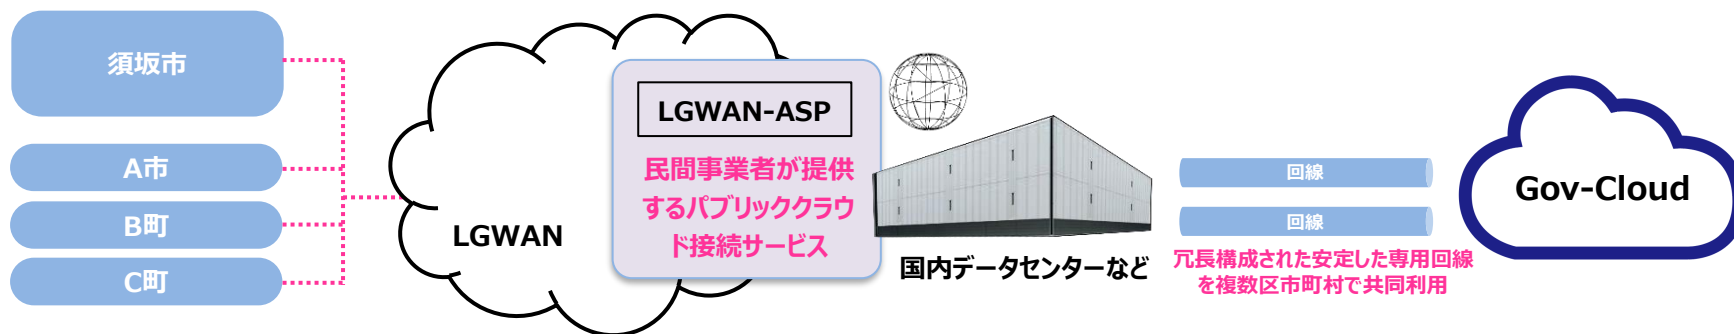 須坂市
A市
B町
C町
LGWAN
LGWAN-ASP
民間事業者が提供
するパブリッククラウ
ド接続サービス
国内データセンターなど
回線
回線
冗長構成された安定した専用回線
を複数区市町村で共同利用
Gov-Cloud